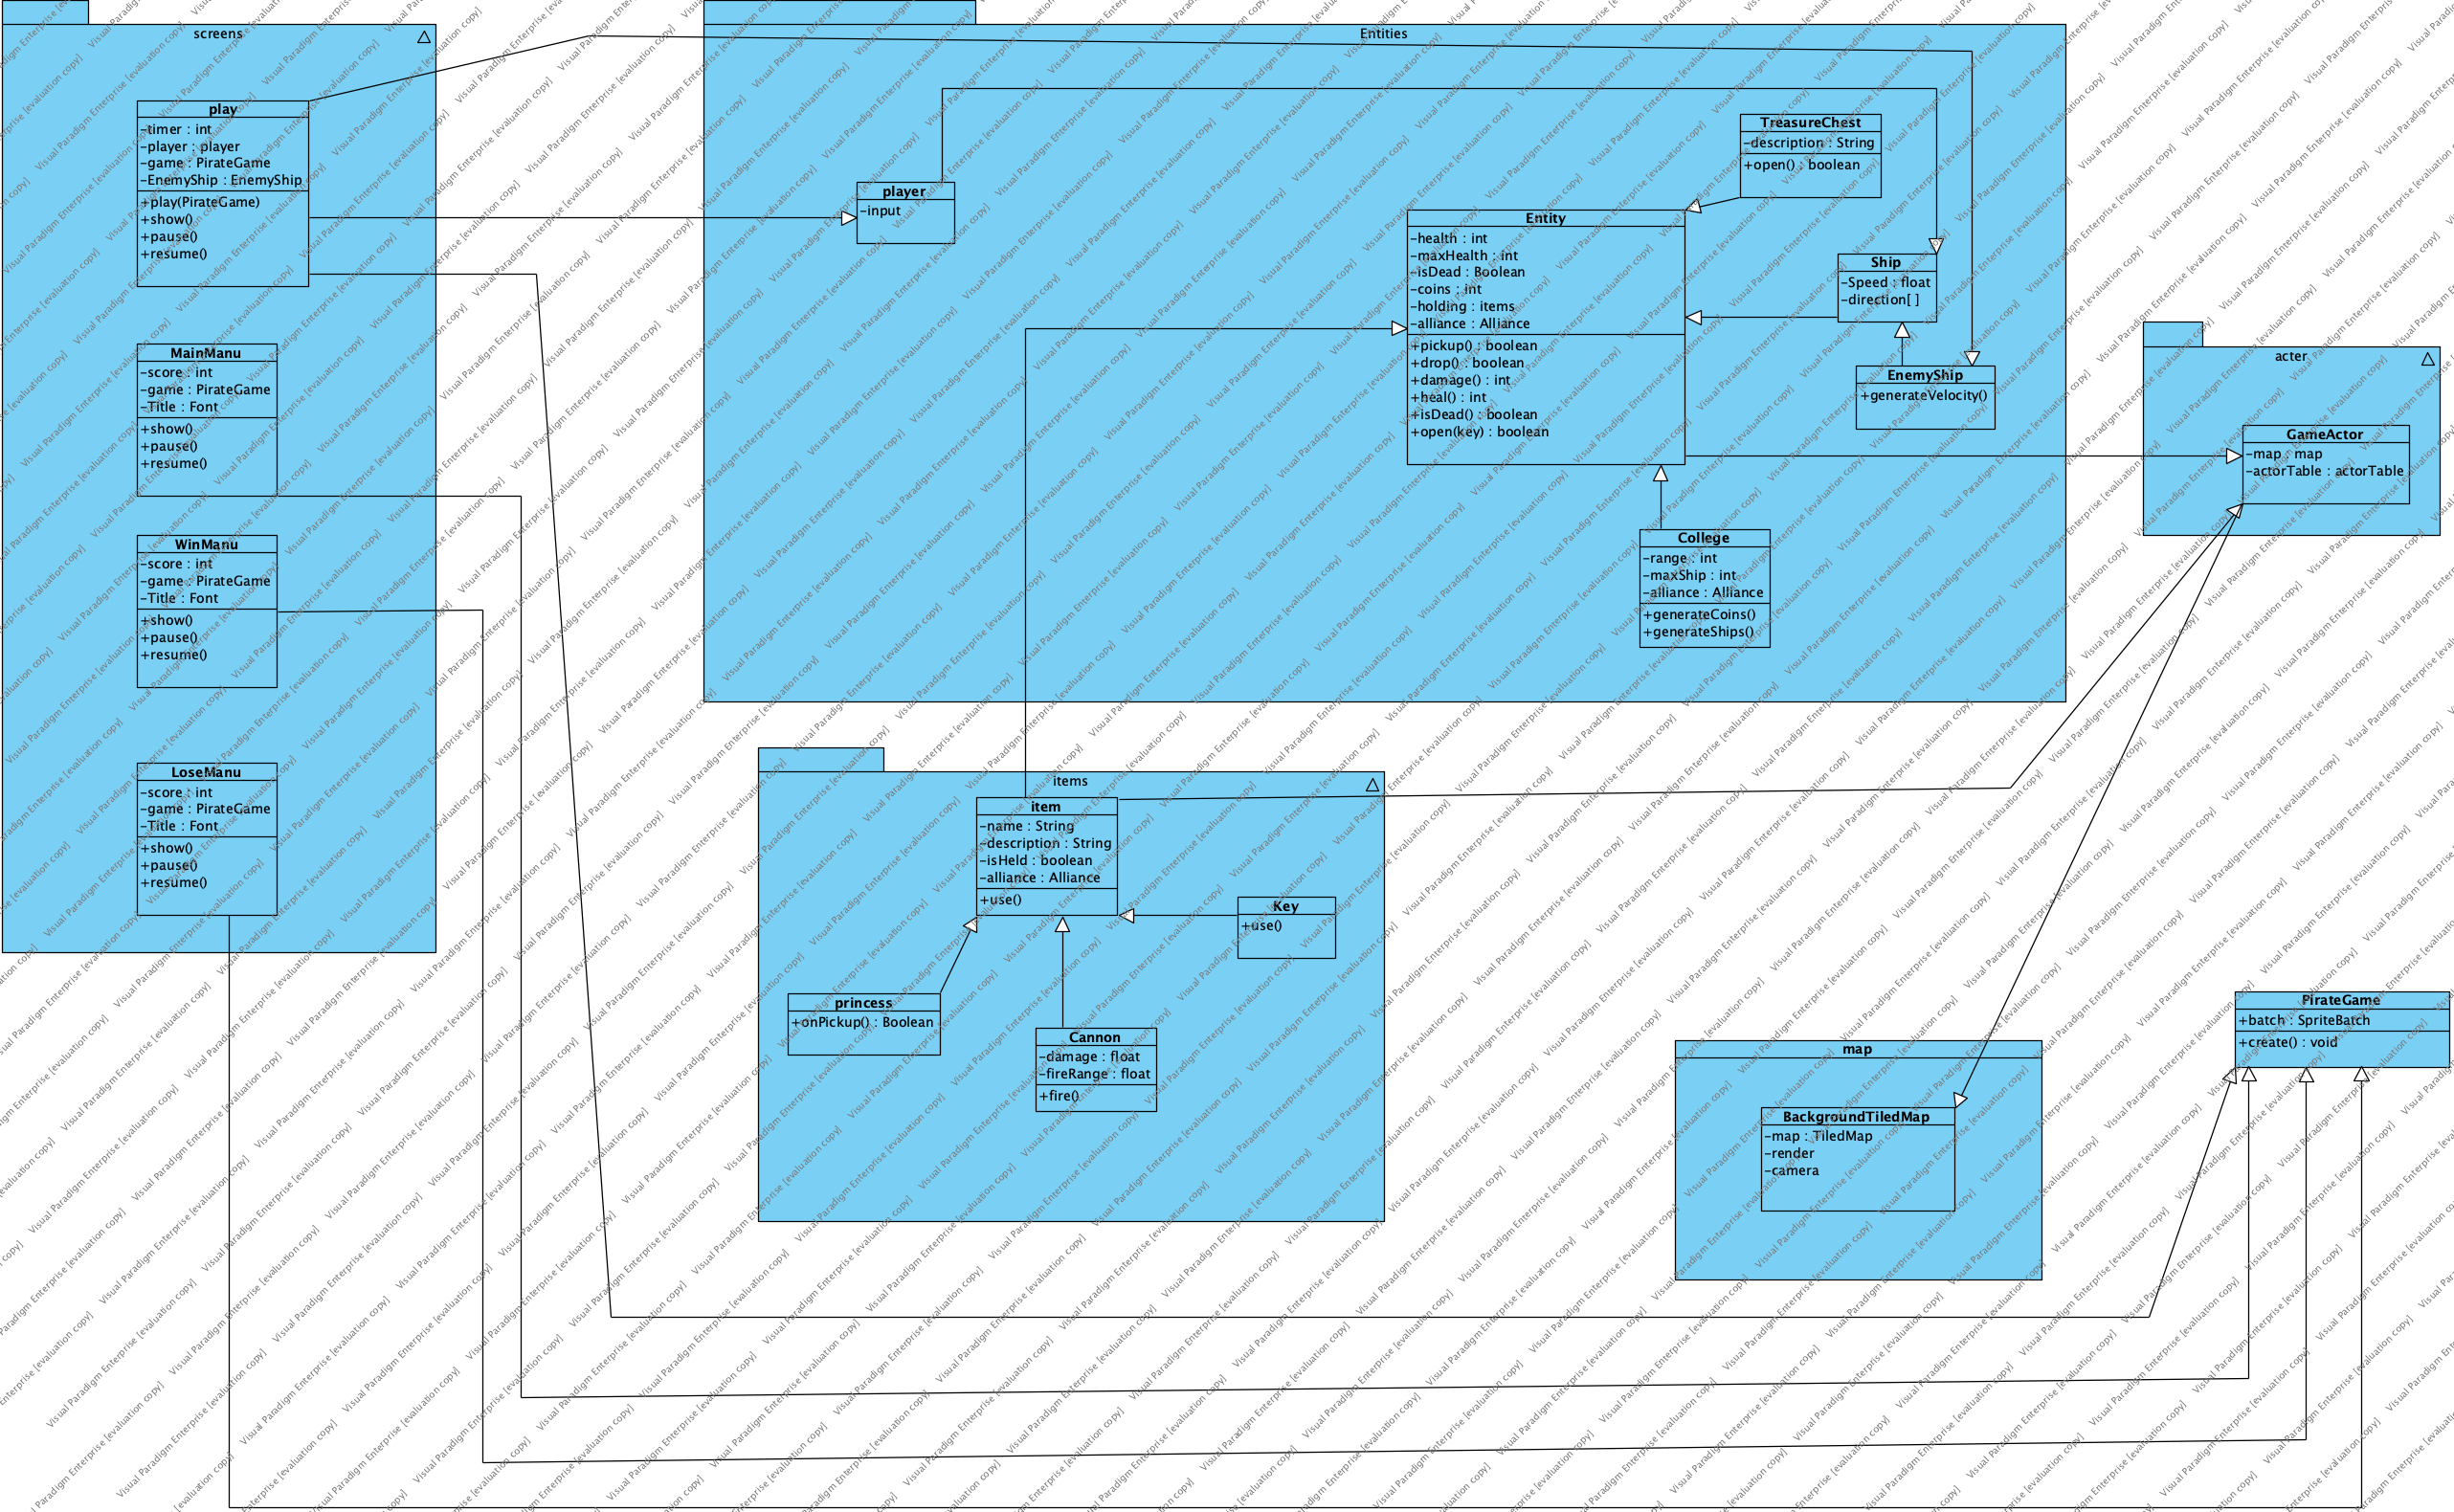 screens
play
-timer : int
-player : player
-game : PirateGame
-EnemyShip : EnemyShip
+play(PirateGame)
+show()
+pause()
+resume()
MainManu
-score : int
-game : PirateGame
-Title : Font
+show()
+pause()
+resume()
WinManu
-score : int
-game : PirateGame
-Title : Font
+show()
+pause()
+resume()
LoseManu
-score : int
-game : PirateGame
-Title : Font
+show()
+pause()
+resume()
Entities
player
-input
Entity
-health : int
-maxHealth : int
-isDead : Boolean
-coins : int
-holding : items
-alliance : Alliance
+pickup() : boolean
+drop() : boolean
+damage() : int
+heal() : int
+isDead() : boolean
+open(key) : boolean
TreasureChest
-description : String
+open() : boolean
Ship
-Speed : float
-direction[ ]
EnemyShip
+generateVelocity()
College
-range : int
-maxShip : int
-alliance : Alliance
+generateCoins()
+generateShips()
acter
GameActor
-map : map
-actorTable : actorTable
items
item
-name : String
-description : String
-isHeld : boolean
-alliance : Alliance
+use()
Key
+use()
princess
+onPickup() : Boolean
Cannon
-damage : float
-fireRange : float
+fire()
map
BackgroundTiledMap
-map : TiledMap
-render
-camera
PirateGame
+batch : SpriteBatch
+create() : void
Visual Paradigm Enterprise [evaluation copy]